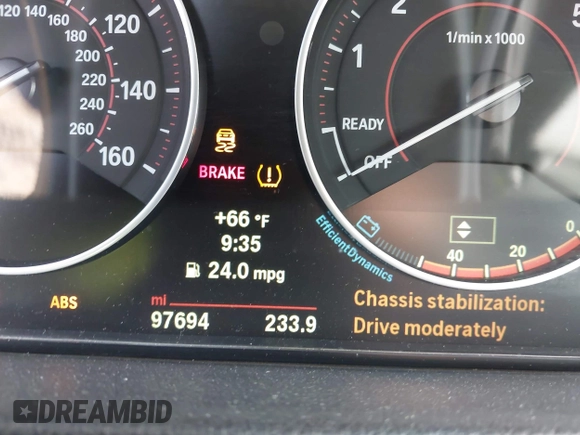 120 140
120
160
180
200
220
240
260
140
160
BRAKE
+66 °F
9:35
24.0 mpg
ABS
mi
97694 233.9
1
2
5
1/min x 1000
READY
OFF
EfficientDynamics
40 20 0
Chassis stabilization:
Drive moderately
DREAMBID